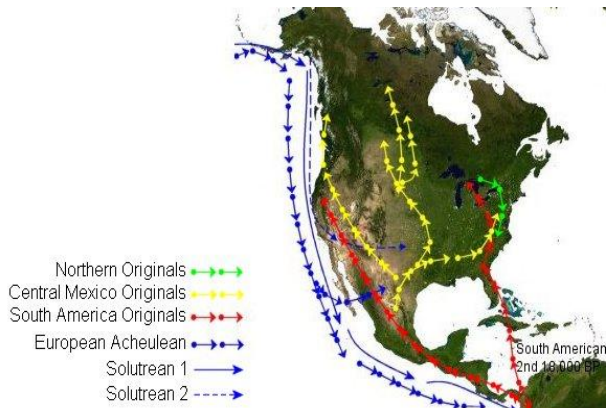 Northern Originals
Central Mexico Originals
South America Originals
European Acheulean
Solutrean 1
Solutrean 2
South American
2nd 18,000 BP